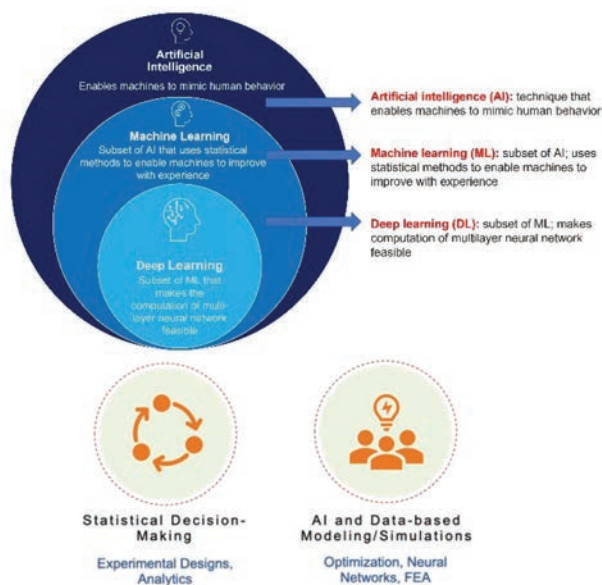 Artificial
Intelligence
Enables machines to mimic human behavior
Machine Learning
Subset of AI that uses statistical
methods to enable machines to improve
with experience
Deep Learning
Subset of ML that
makes the
computation of multi-
layer neural network
feasible
Artificial intelligence (AI): technique that
enables machines to mimic human behavior
Machine learning (ML): subset of AI; uses
statistical methods to enable machines to
improve with experience
Deep learning (DL): subset of ML; makes
computation of multilayer neural network
feasible
Statistical Decision-
Making
Experimental Designs,
Analytics
AI and Data-based
Modeling/Simulations
Optimization, Neural
Networks, FEA